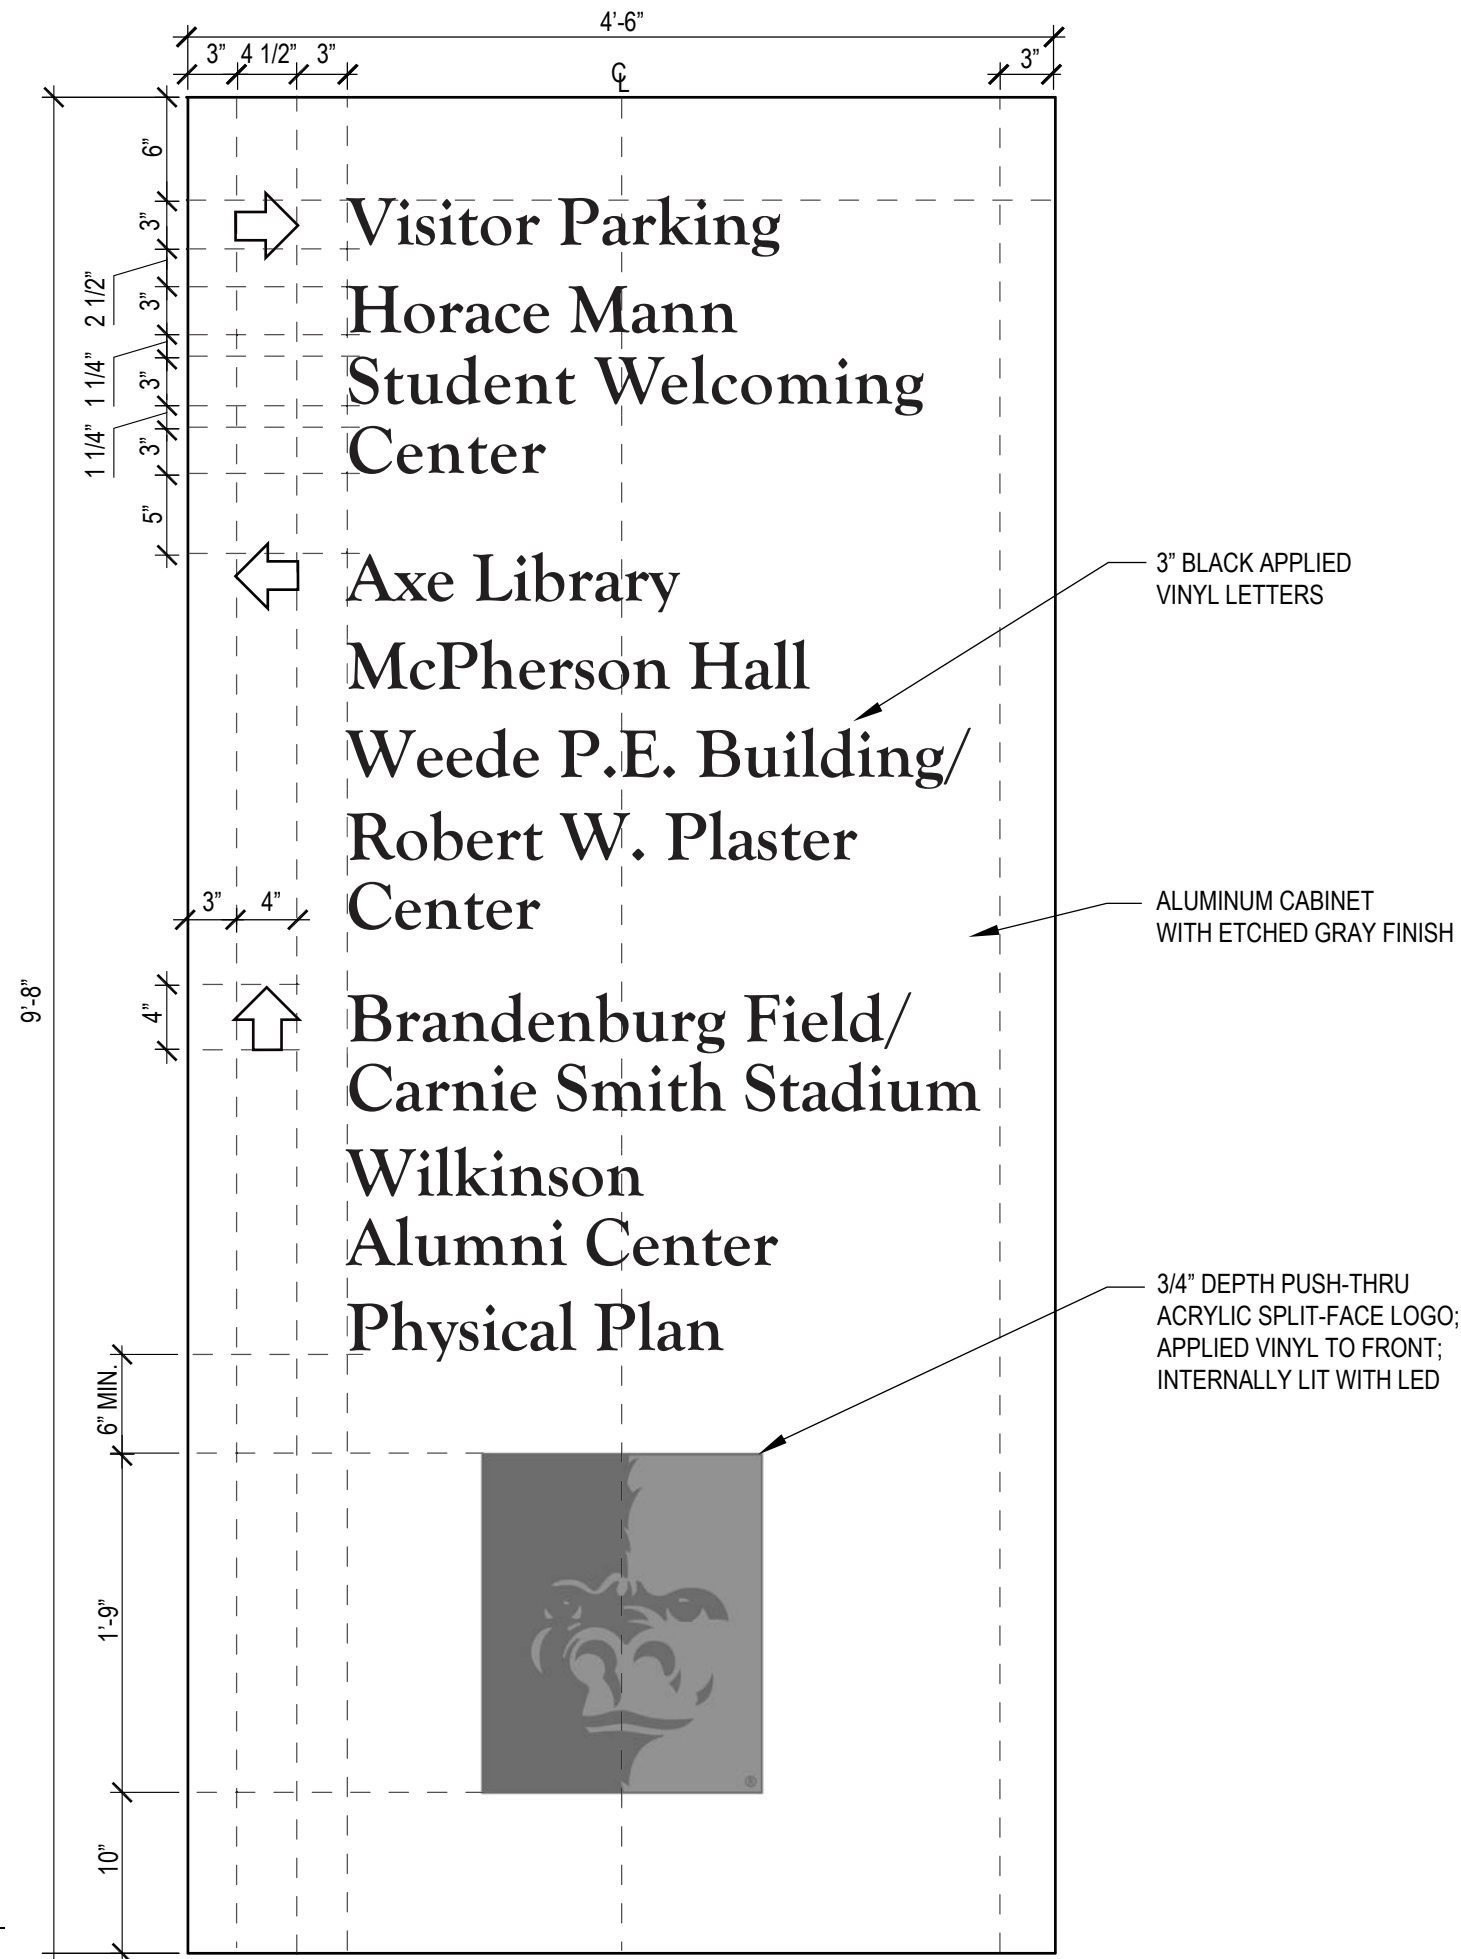 4’-6”
3” 4 1/2” 3” 3”
℄
6”
3”
Visitor Parking
2 1/2”
3”
Horace Mann
1 1/4”
3”
Student Welcoming
1 1/4”
3”
Center
5”
Axe Library
3” BLACK APPLIED
VINYL LETTERS
McPherson Hall
Weede P.E. Building/
Robert W. Plaster
3” 4”
Center
ALUMINUM CABINET
WITH ETCHED GRAY FINISH
9’-8”
4”
Brandenburg Field/
Carnie Smith Stadium
Wilkinson
Alumni Center
Physical Plan
3/4” DEPTH PUSH-THRU
ACRYLIC SPLIT-FACE LOGO;
APPLIED VINYL TO FRONT;
INTERNALLY LIT WITH LED
6” MIN.
1’-9”
®
10”